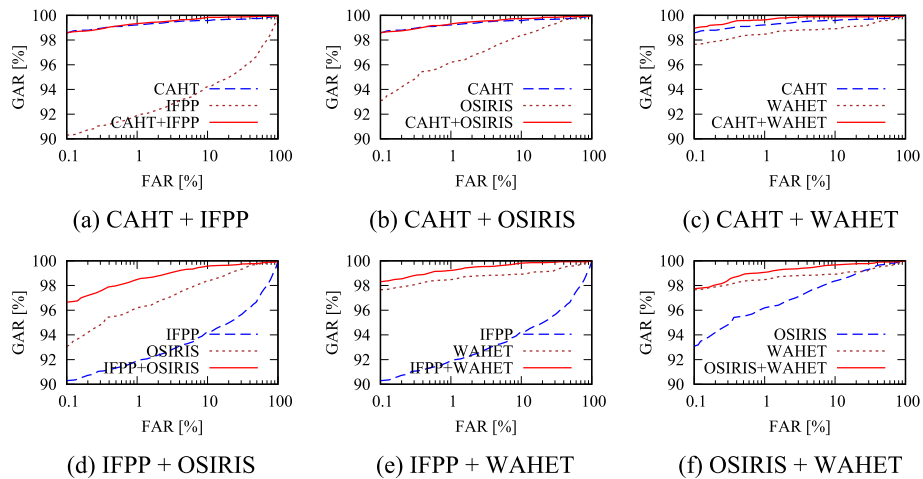 100
98
96
94
92
90
GAR [%]
CAHT
IFPP
CAHT+IFPP
0.1 1 10 100
FAR [%]
(a) CAHT + IFPP
100
98
96
94
92
90
GAR [%]
CAHT
OSIRIS
CAHT+OSIRIS
0.1 1 10 100
FAR [%]
(b) CAHT + OSIRIS
100
98
96
94
92
90
GAR [%]
CAHT
WAHET
CAHT+WAHET
0.1 1 10 100
FAR [%]
(c) CAHT + WAHET
100
98
96
94
92
90
GAR [%]
IFPP
OSIRIS
IFPP+OSIRIS
0.1 1 10 100
FAR [%]
(d) IFPP + OSIRIS
100
98
96
94
92
90
GAR [%]
IFPP
WAHET
IFPP+WAHET
0.1 1 10 100
FAR [%]
(e) IFPP + WAHET
100
98
96
94
92
90
GAR [%]
OSIRIS
WAHET
OSIRIS+WAHET
0.1 1 10 100
FAR [%]
(f) OSIRIS + WAHET